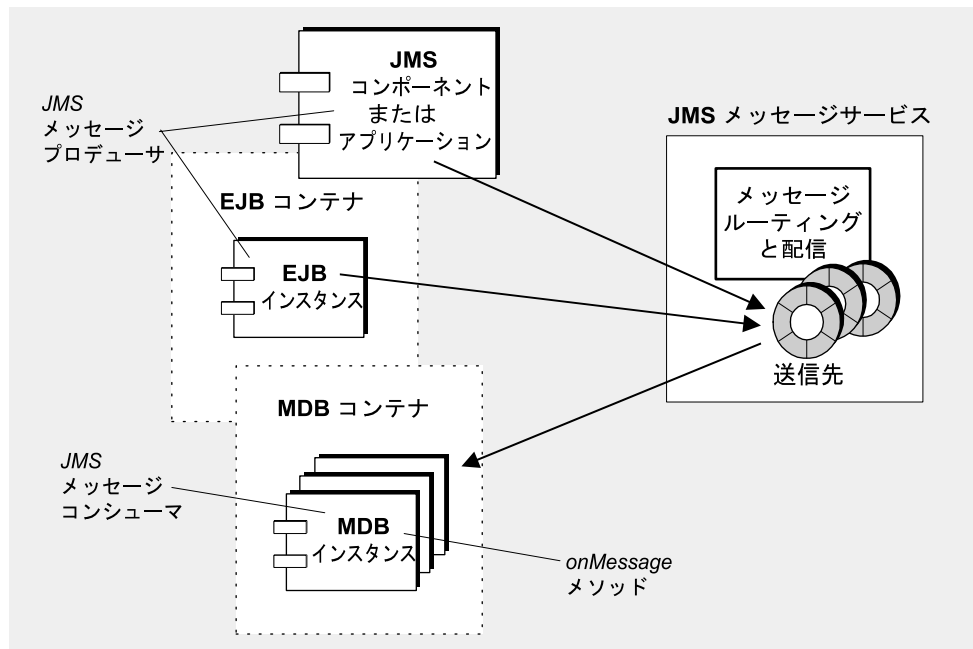 JMS
コンポーネント
または
アプリケーション
JMS
メッセージ
プロデューサ
JMS メッセージサービス
メッセージ
ルーティング
と配信
送信先
EJB コンテナ
EJB
インスタンス
MDB コンテナ
JMS
メッセージ
コンシューマ
MDB
インスタンス
onMessage
メソッド